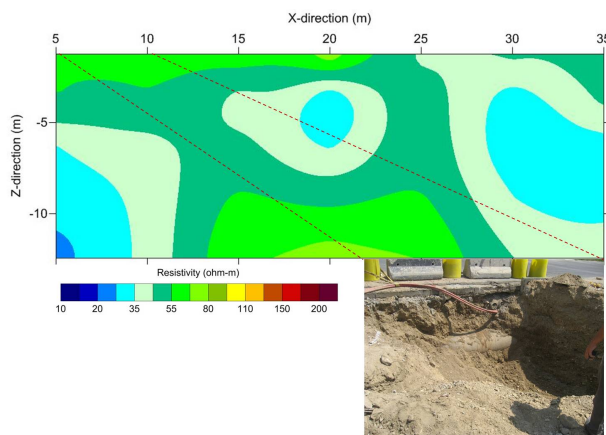 X-direction (m)
5 10 15 20 25 30 35
Z-direction (m)
-5
-10
Resistivity (ohm-m)
10 20 35 55 80 110 150 200